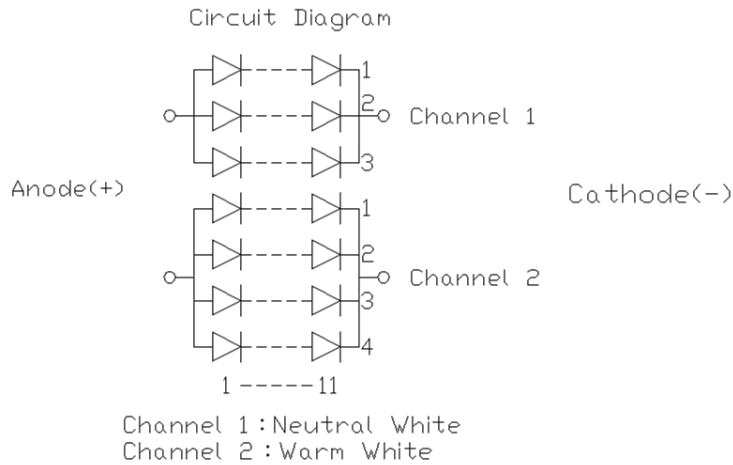 Circuit Diagram
1
2
Channel 1
3
Anode(+)
Cathode(-)
1
2
Channel 2
3
4
1 -----11
Channel 1:Neutral White
Channel 2:Warm White